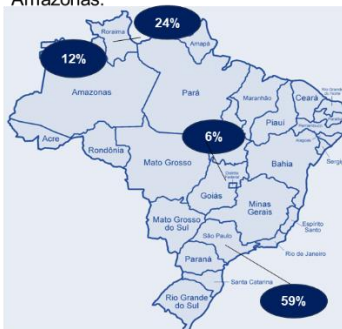 Amazonas.
24%
Roraima
Amapá
12%
Amazonas
Pará
Maranhão
Ceará
Piauí
Acre
Rondônia
6%
Mato Grosso
Bahia
Goiás
Minas
Gerais
Mato Grosso
do Sul
Espírito
Santo
São Paulo
Rio de Janeiro
Paraná
Santa Catarina
Rio Grande
do Sul
59%